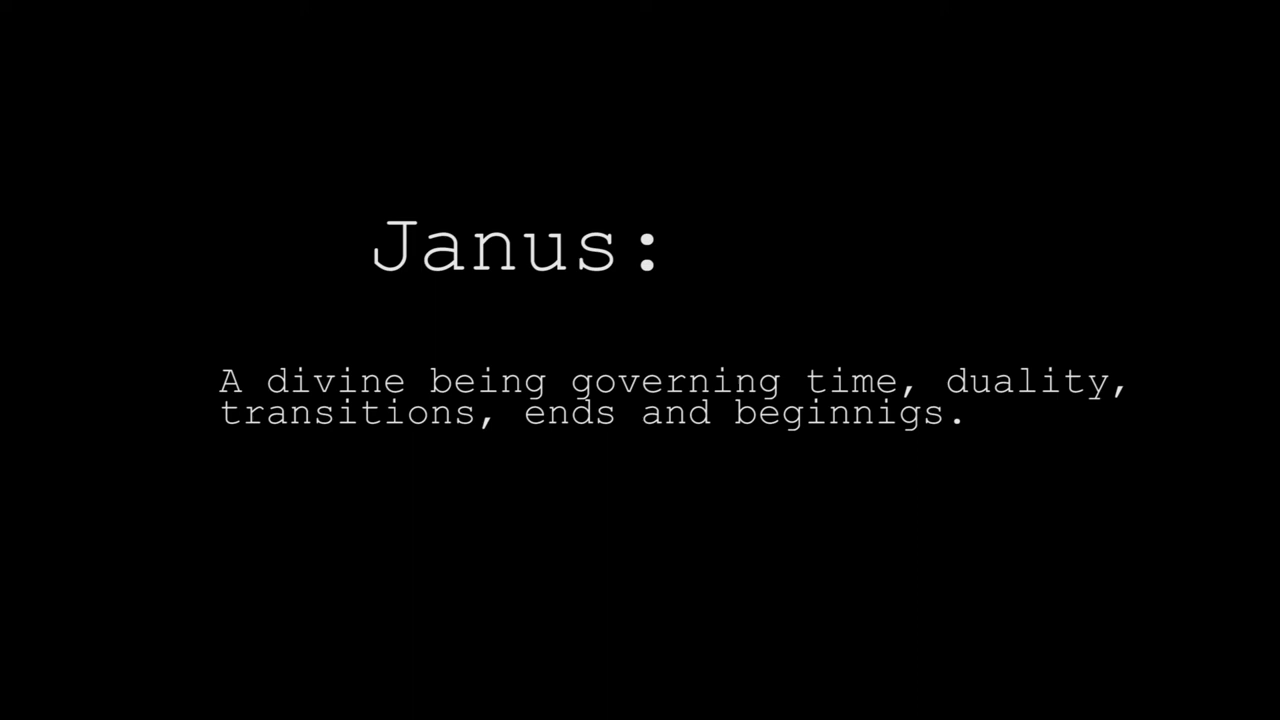 Janus:
A divine being governing time, duality,
transitions, ends and beginnigs.